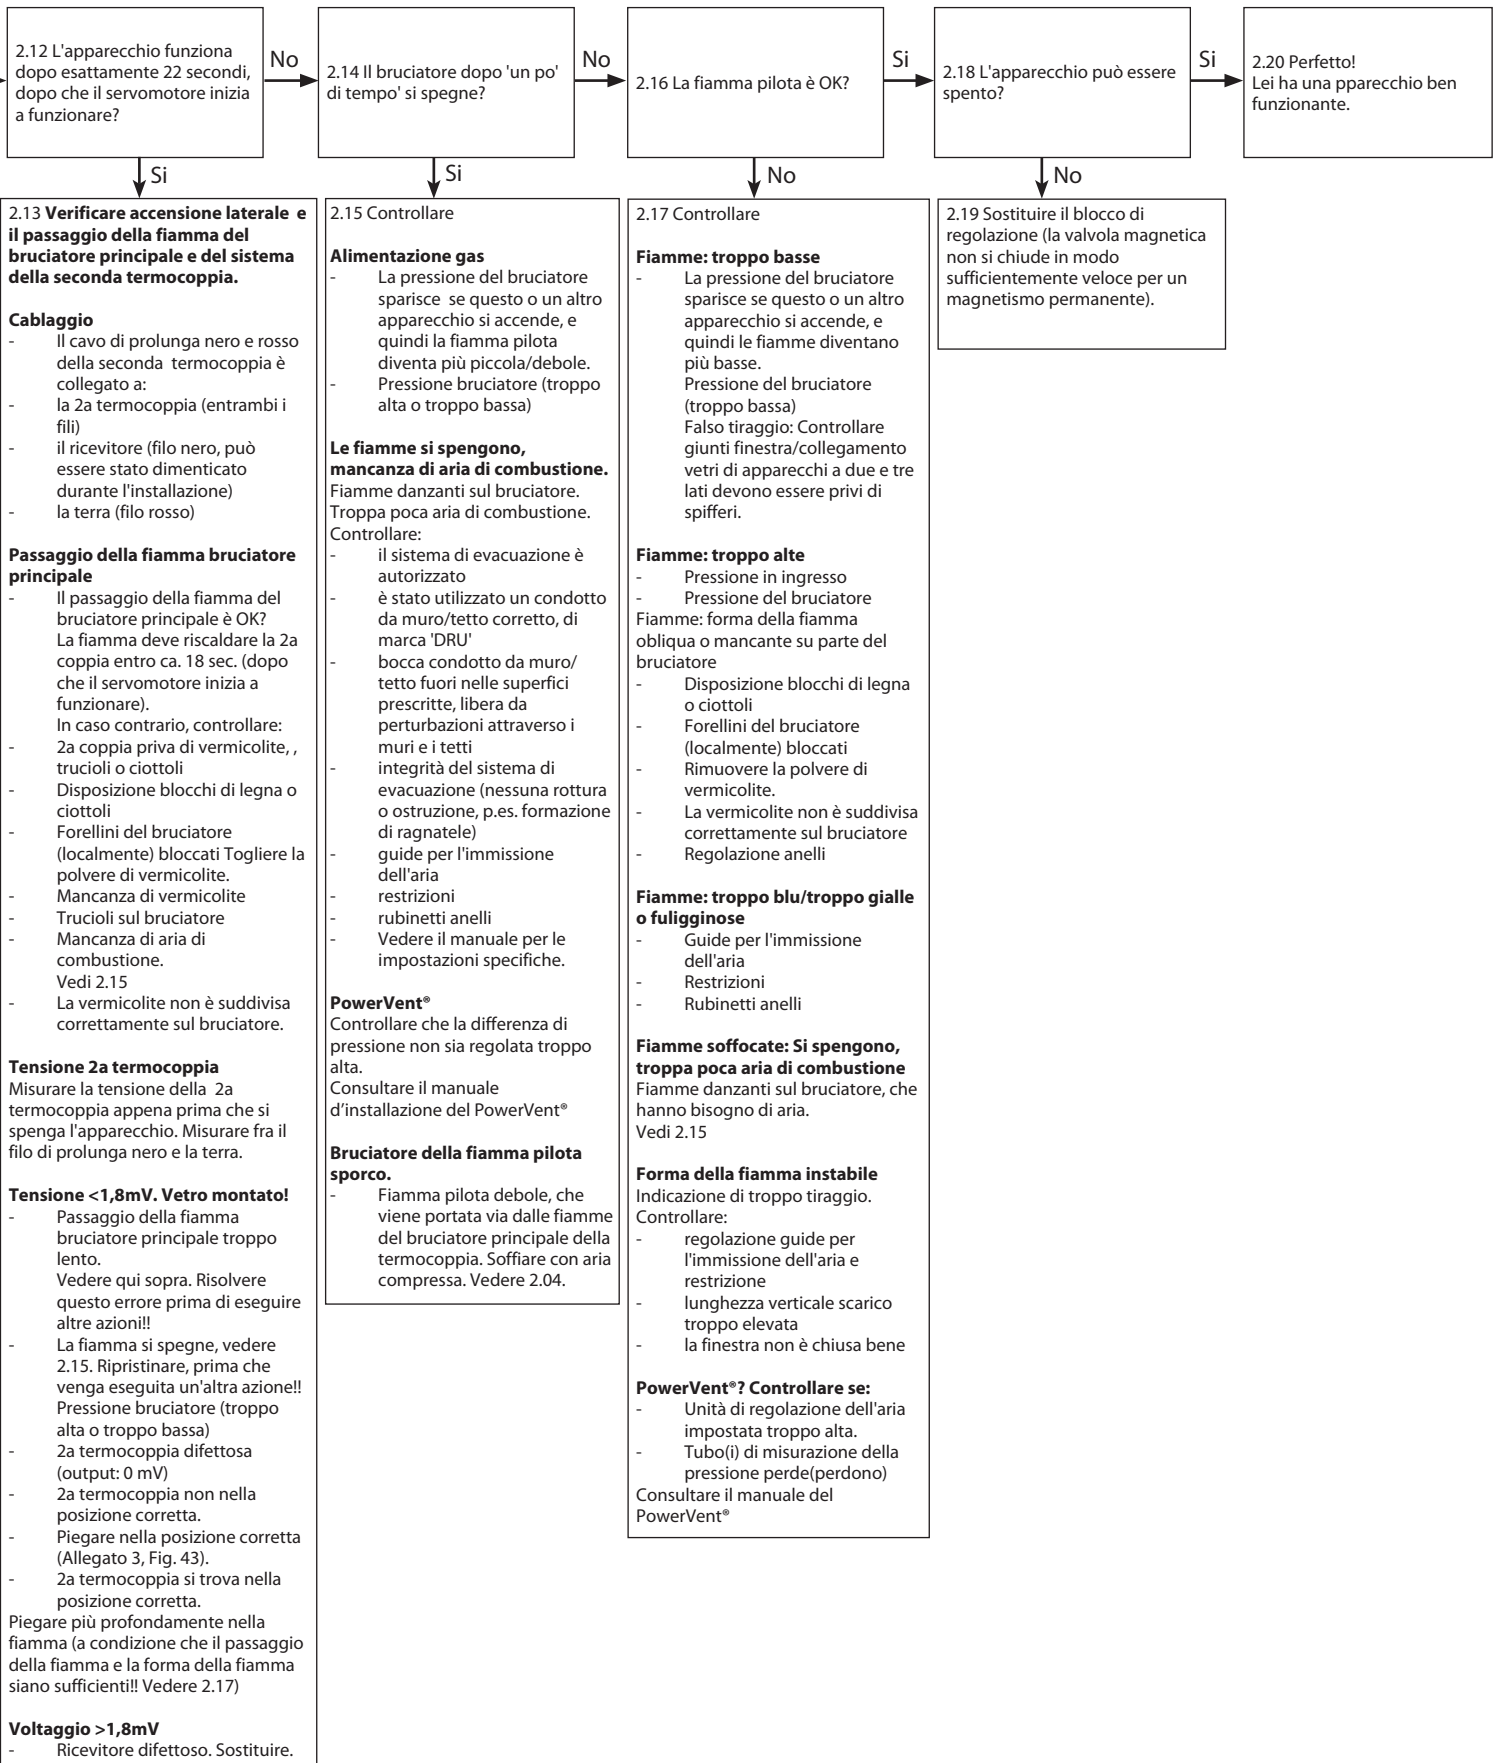 2.12 L'apparecchio funziona
dopo esattamente 22 secondi,
dopo che il servomotore inizia
a funzionare?
No
2.14 Il bruciatore dopo 'un po'
di tempo' si spegne?
No
2.16 La fiamma pilota è OK?
Si
2.18 L'apparecchio può essere
spento?
Si
2.20 Perfetto!
Lei ha una pparecchio ben
funzionante.
Si
Si
No
No
2.13 Verificare accensione laterale e
il passaggio della fiamma del
bruciatore principale e del sistema
della seconda termocoppia.
Cablaggio
- Il cavo di prolunga nero e rosso
della seconda termocoppia è
collegato a:
- la 2a termocoppia (entrambi i
fili)
- il ricevitore (filo nero, può
essere stato dimenticato
durante l'installazione)
- la terra (filo rosso)
Passaggio della fiamma bruciatore
principale
- Il passaggio della fiamma del
bruciatore principale è OK?
La fiamma deve riscaldare la 2a
coppia entro ca. 18 sec. (dopo
che il servomotore inizia a
funzionare).
In caso contrario, controllare:
- 2a coppia priva di vermicolite, ,
trucioli o ciottoli
- Disposizione blocchi di legna o
ciottoli
- Forellini del bruciatore
(localmente) bloccati Togliere la
polvere di vermicolite.
- Mancanza di vermicolite
- Trucioli sul bruciatore
- Mancanza di aria di
combustione.
Vedi 2.15
- La vermicolite non è suddivisa
correttamente sul bruciatore.
Tensione 2a termocoppia
Misurare la tensione della 2a
termocoppia appena prima che si
spenga l'apparecchio. Misurare fra il
filo di prolunga nero e la terra.
Tensione <1,8mV. Vetro montato!
- Passaggio della fiamma
bruciatore principale troppo
lento.
Vedere qui sopra. Risolvere
questo errore prima di eseguire
altre azioni!!
- La fiamma si spegne, vedere
2.15. Ripristinare, prima che
venga eseguita un'altra azione!!
Pressione bruciatore (troppo
alta o troppo bassa)
- 2a termocoppia difettosa
(output: 0 mV)
- 2a termocoppia non nella
posizione corretta.
- Piegare nella posizione corretta
(Allegato 3, Fig. 43).
- 2a termocoppia si trova nella
posizione corretta.
Piegare più profondamente nella
fiamma (a condizione che il passaggio
della fiamma e la forma della fiamma
siano sufficienti!! Vedere 2.17)
Voltaggio >1,8mV
- Ricevitore difettoso. Sostituire.
2.15 Controllare
Alimentazione gas
- La pressione del bruciatore
sparisce se questo o un altro
apparecchio si accende, e
quindi la fiamma pilota
diventa più piccola/debole.
- Pressione bruciatore (troppo
alta o troppo bassa)
Le fiamme si spengono,
mancanza di aria di combustione.
Fiamme danzanti sul bruciatore.
Troppa poca aria di combustione.
Controllare:
- il sistema di evacuazione è
autorizzato
- è stato utilizzato un condotto
da muro/tetto corretto, di
marca 'DRU'
- bocca condotto da muro/
tetto fuori nelle superfici
prescritte, libera da
perturbazioni attraverso i
muri e i tetti
- integrità del sistema di
evacuazione (nessuna rottura
o ostruzione, p.es. formazione
di ragnatele)
- guide per l'immissione
dell'aria
- restrizioni
- rubinetti anelli
- Vedere il manuale per le
impostazioni specifiche.
PowerVent®
Controllare che la differenza di
pressione non sia regolata troppo
alta.
Consultare il manuale
d’installazione del PowerVent®
Bruciatore della fiamma pilota
sporco.
- Fiamma pilota debole, che
viene portata via dalle fiamme
del bruciatore principale della
termocoppia. Soffiare con aria
compressa. Vedere 2.04.
2.17 Controllare
Fiamme: troppo basse
- La pressione del bruciatore
sparisce se questo o un altro
apparecchio si accende, e
quindi le fiamme diventano
più basse.
Pressione del bruciatore
(troppo bassa)
Falso tiraggio: Controllare
giunti finestra/collegamento
vetri di apparecchi a due e tre
lati devono essere privi di
spifferi.
Fiamme: troppo alte
- Pressione in ingresso
- Pressione del bruciatore
Fiamme: forma della fiamma
obliqua o mancante su parte del
bruciatore
- Disposizione blocchi di legna
o ciottoli
- Forellini del bruciatore
(localmente) bloccati
- Rimuovere la polvere di
vermicolite.
- La vermicolite non è suddivisa
correttamente sul bruciatore
- Regolazione anelli
Fiamme: troppo blu/troppo gialle
o fuligginose
- Guide per l'immissione
dell'aria
- Restrizioni
- Rubinetti anelli
Fiamme soffocate: Si spengono,
troppa poca aria di combustione
Fiamme danzanti sul bruciatore, che
hanno bisogno di aria.
Vedi 2.15
Forma della fiamma instabile
Indicazione di troppo tiraggio.
Controllare:
- regolazione guide per
l'immissione dell'aria e
restrizione
- lunghezza verticale scarico
troppo elevata
- la finestra non è chiusa bene
PowerVent®? Controllare se:
- Unità di regolazione dell'aria
impostata troppo alta.
- Tubo(i) di misurazione della
pressione perde(perdono)
Consultare il manuale del
PowerVent®
2.19 Sostituire il blocco di
regolazione (la valvola magnetica
non si chiude in modo
sufficientemente veloce per un
magnetismo permanente).